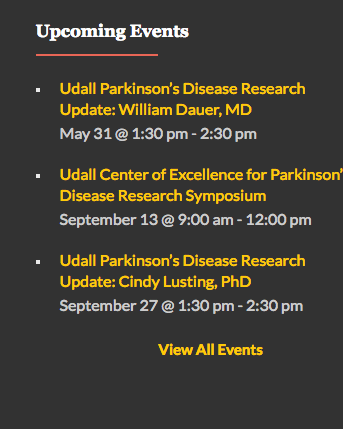 Upcoming Events
Udall Parkinson's Disease Research
Update: William Dauer, MD
May 31 @ 1:30 pm - 2:30 pm
Udall Center of Excellence for Parkinson'
Disease Research Symposium
September 13 @ 9:00 am - 12:00 pm
Udall Parkinson's Disease Research
Update: Cindy Lusting, PhD
September 27 @ 1:30 pm - 2:30 pm
View All Events